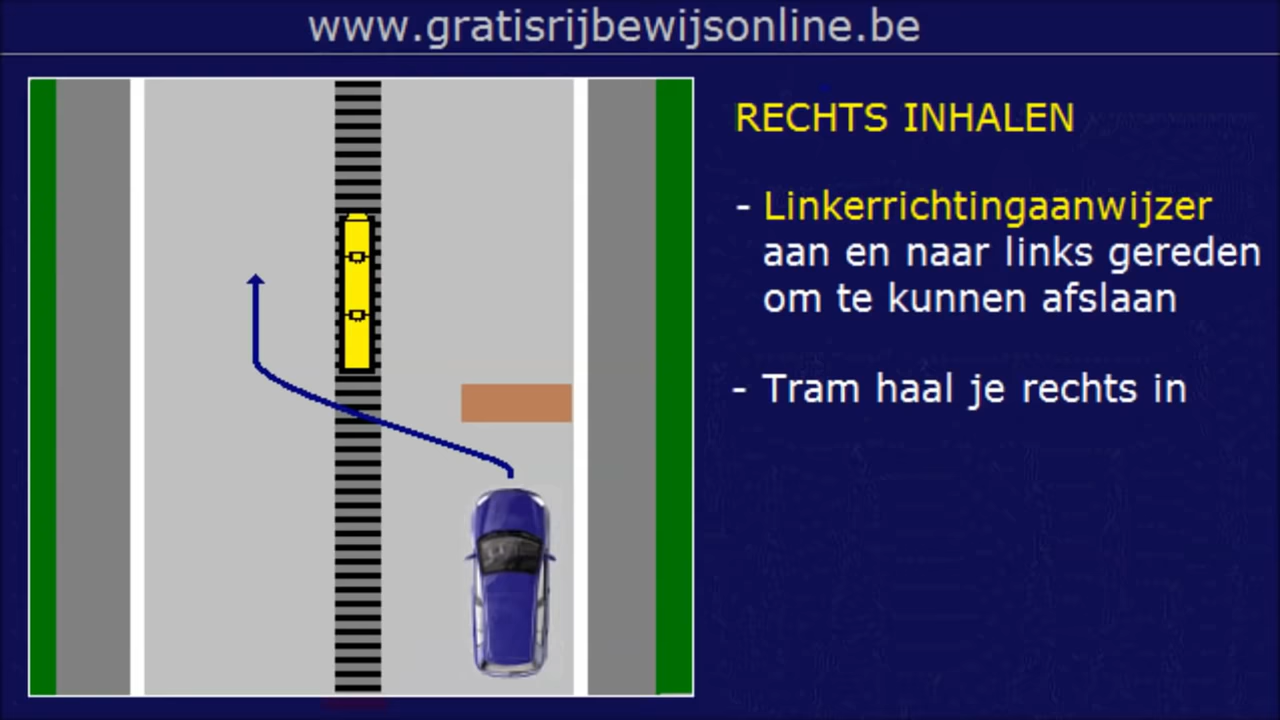 www.gratisrijbewijsonline.be
RECHTS INHALEN
- Linkerrichtingaanwijzer
aan en naar links gereden
om te kunnen afslaan
- Tram haal je rechts in